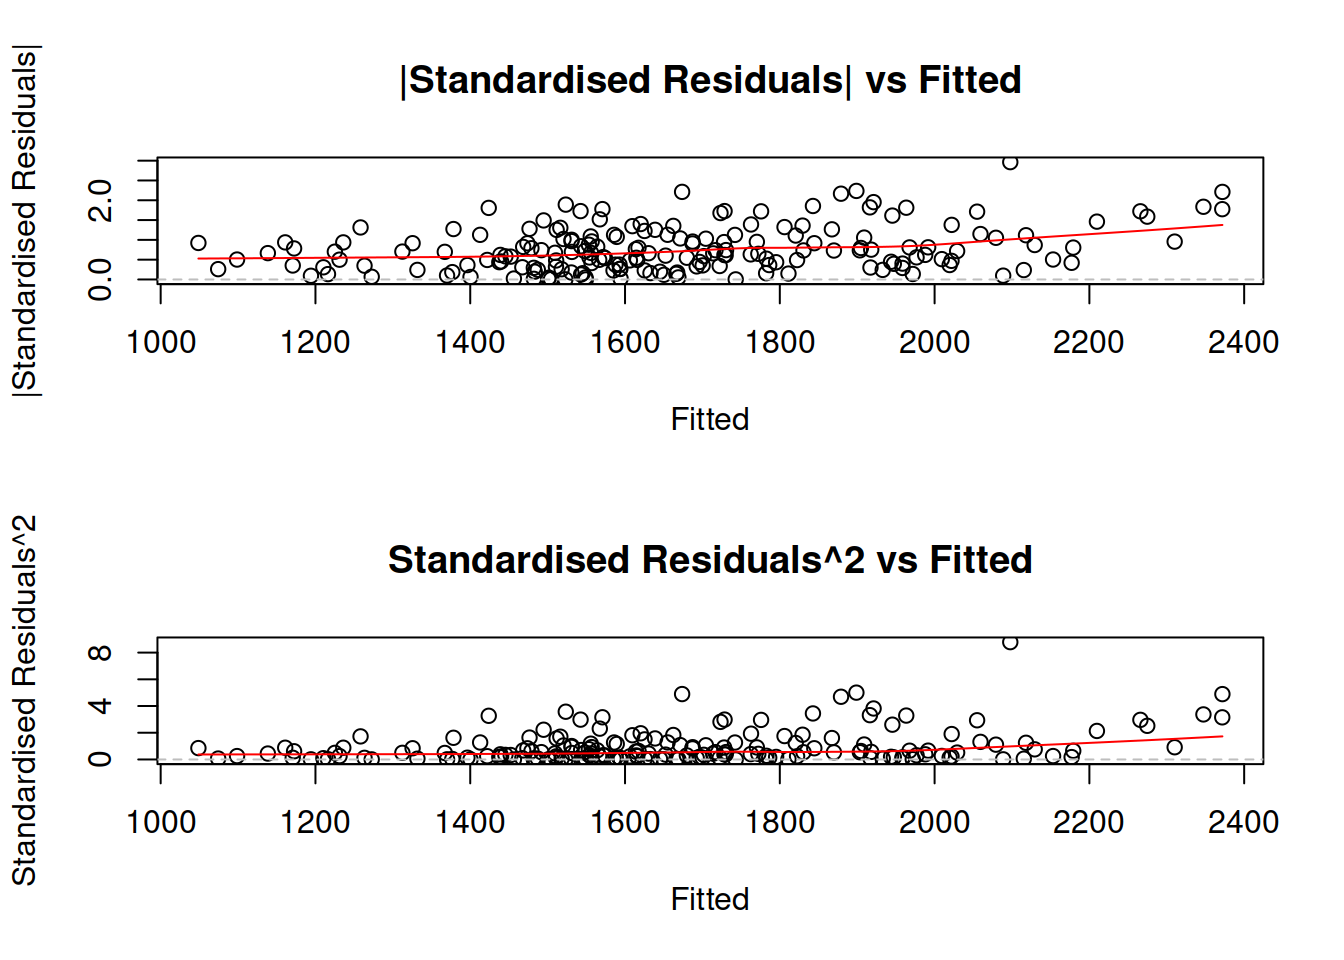 |Standardised Residuals| vs Fitted
|Standardised Residuals|
2.0
0.0
1000 1200 1400 1600 1800 2000 2200 2400
Fitted
Standardised Residuals^2 vs Fitted
Standardised Residuals^2
8
4
0
1000 1200 1400 1600 1800 2000 2200 2400
Fitted